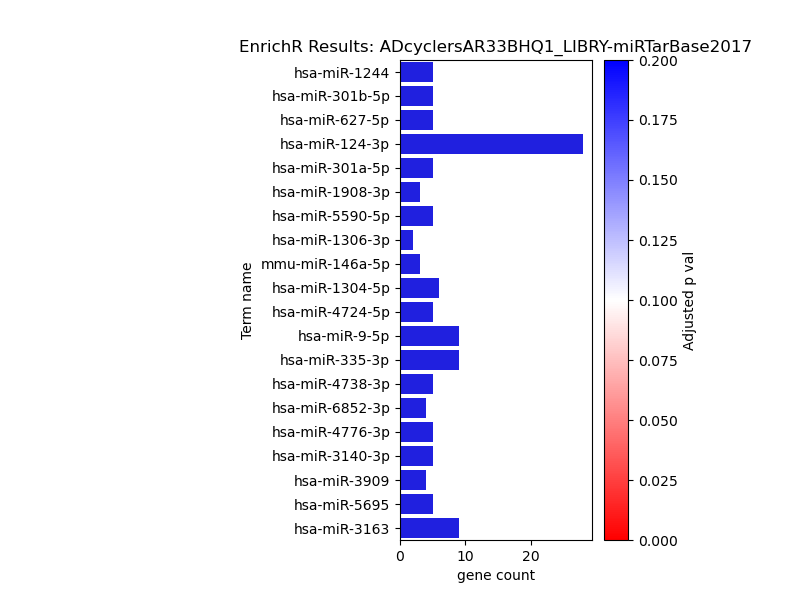 EnrichR Results: ADcyclersAR33BHQ1_LIBRY-miRTarBase2017
hsa-miR-1244
hsa-miR-301b-5p
hsa-miR-627-5p
hsa-miR-124-3p
hsa-miR-301a-5p
hsa-miR-1908-3p
hsa-miR-5590-5p
hsa-miR-1306-3p
mmu-miR-146a-5p
hsa-miR-1304-5p
hsa-miR-4724-5p
hsa-miR-9-5p
hsa-miR-335-3p
hsa-miR-4738-3p
hsa-miR-6852-3p
hsa-miR-4776-3p
hsa-miR-3140-3p
hsa-miR-3909
hsa-miR-5695
hsa-miR-3163
Term name
0 10 20
gene count
0.200
0.175
0.150
0.125
0.100
0.075
0.050
0.025
0.000
Adjusted p val